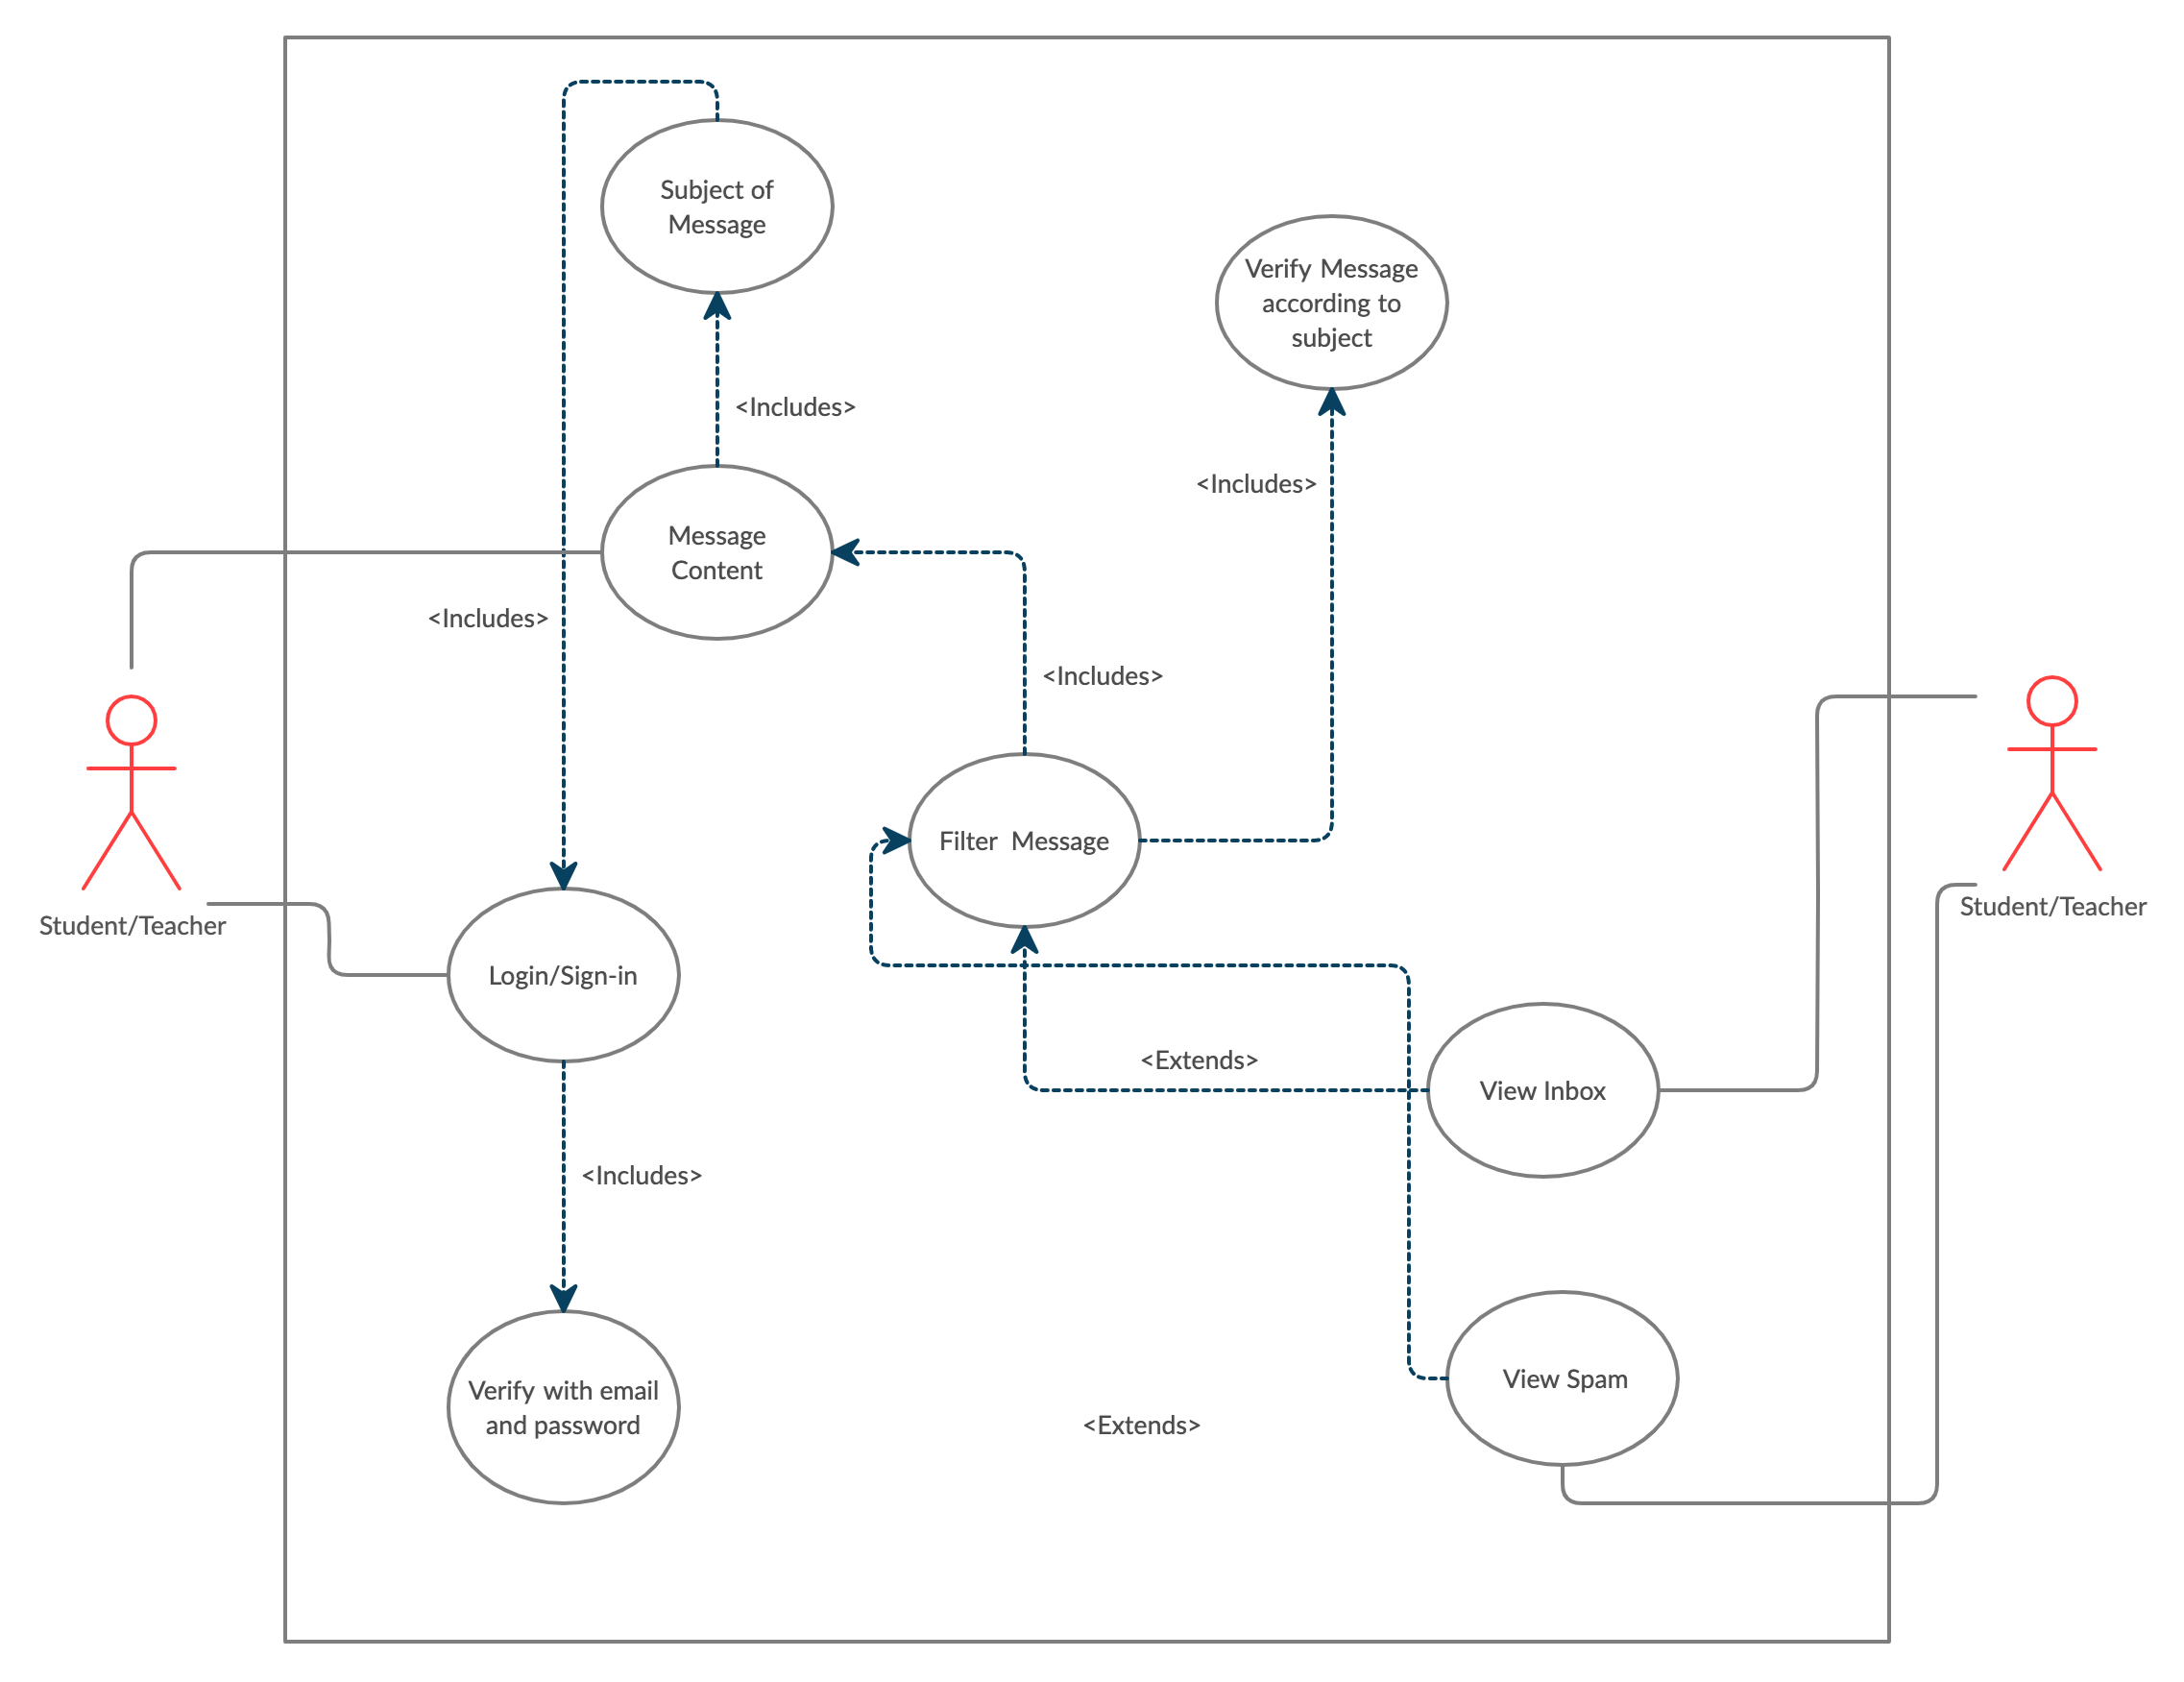 Subject of
Message
Verify Message
according to
subject
<Includes>
<Includes>
Message
Content
<Includes>
<Includes>
Filter  Message
Student/Teacher
Student/Teacher
Login/Sign-in
<Extends>
View Inbox
<Includes>
View Spam
Verify with email
and password
<Extends>